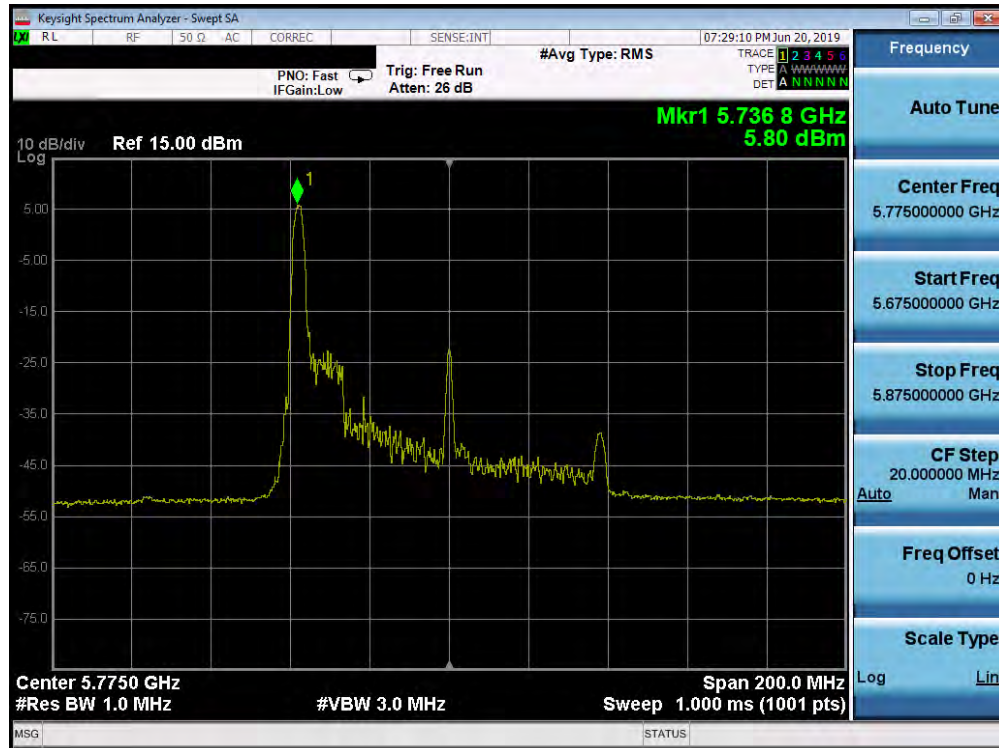 Keysight Spectrum Analyzer - Swept SA
LXI RL RF 50 Ω AC CORREC SENSE:INT 07:29:10 PM Jun 20, 2019
PNO: Fast
IFGain:Low
Trig: Free Run
Atten: 26 dB
#Avg Type: RMS
TRACE 1 2 3 4 5 6
TYPE A WWWWW
DET A N N N N N
Mkr1 5.736 8 GHz
5.80 dBm
10 dB/div
Log
Ref 15.00 dBm
1
5.00
-5.00
-15.0
-25.0
-35.0
-45.0
-55.0
-65.0
-75.0
Center 5.7750 GHz
#Res BW 1.0 MHz
#VBW 3.0 MHz
Span 200.0 MHz
Sweep 1.000 ms (1001 pts)
MSG
STATUS
Frequency
Auto Tune
Center Freq
5.775000000 GHz
Start Freq
5.675000000 GHz
Stop Freq
5.875000000 GHz
CF Step
20.000000 MHz
Auto Man
Freq Offset
0 Hz
Scale Type
Log Lin